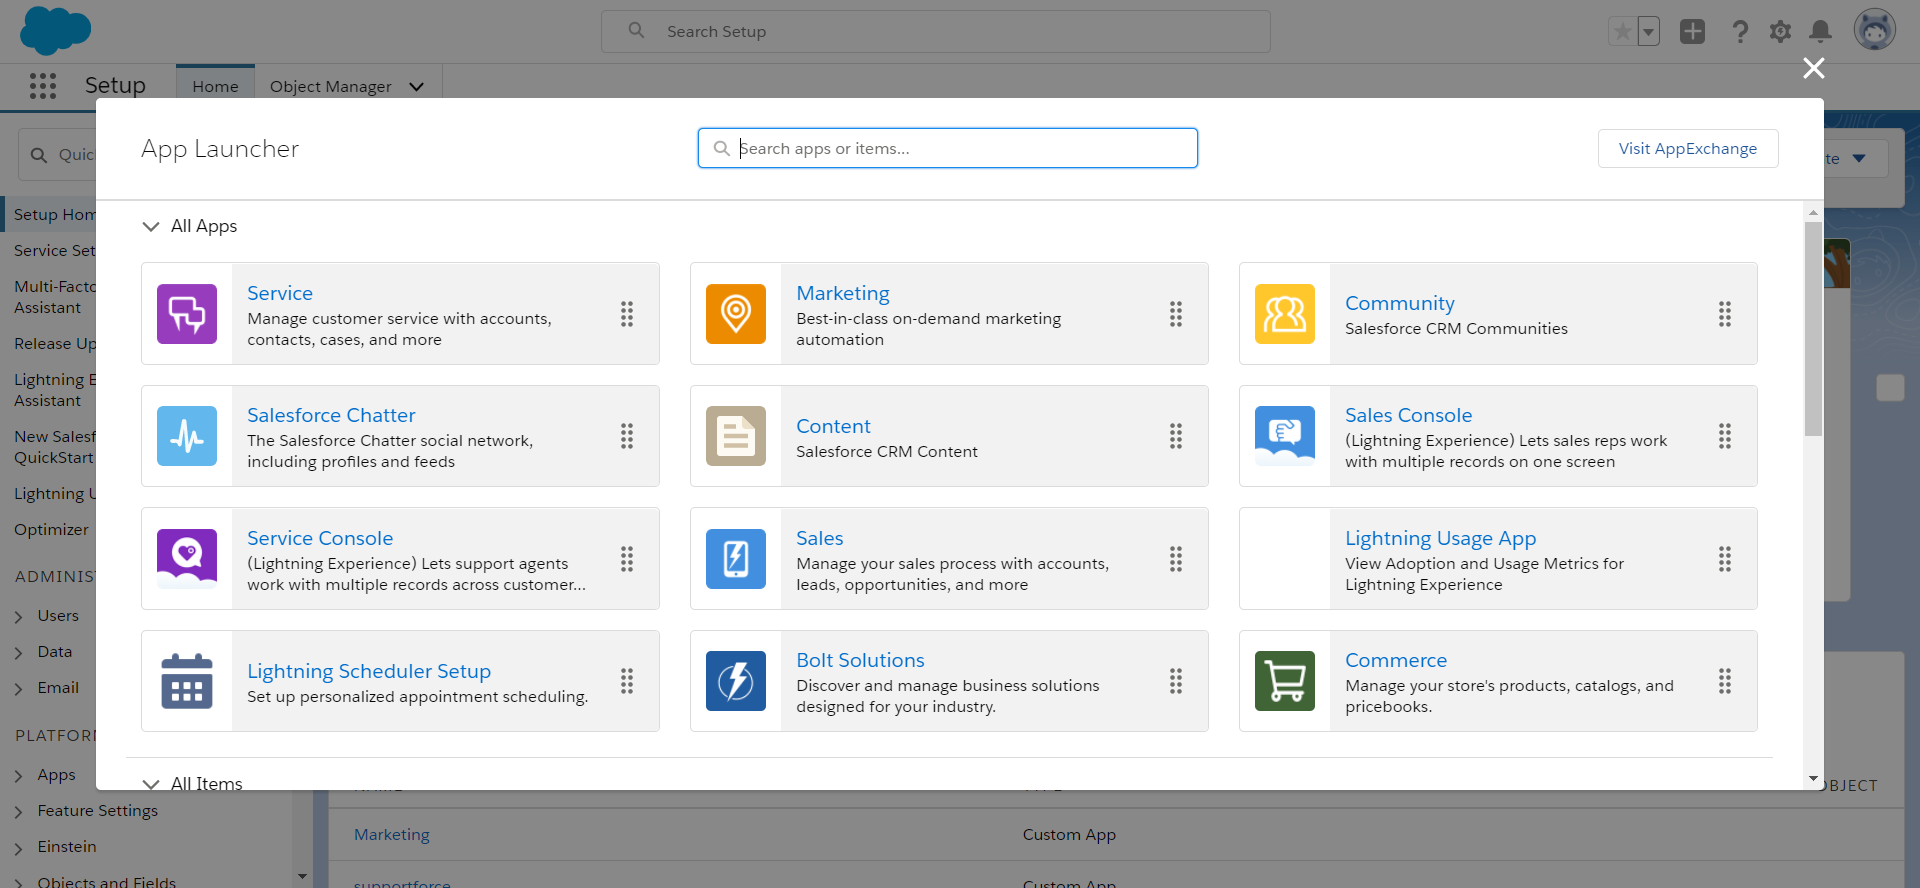 Search Setup
Setup
Home
Object Manager
App Launcher
Search apps or items...
Visit AppExchange
Setup
Service
Multi-Facto
Assistant
Release
Lightning
Assistant
New
QuickStart
Lightning
Optimizer
Users
Data
Email
Apps
Feature Settings
Einstein
Objects and Fields
All Apps
Service
Manage customer service with accounts,
contacts, cases, and more
Marketing
Best-in-class on-demand marketing
automation
Community
Salesforce CRM Communities
Salesforce Chatter
The Salesforce Chatter social network,
including profiles and feeds
Content
Salesforce CRM Content
Sales Console
(Lightning Experience) Lets sales reps work
with multiple records on one screen
Service Console
(Lightning Experience) Lets support agents
work with multiple records across customer...
Sales
Manage your sales process with accounts,
leads, opportunities, and more
Lightning Usage App
View Adoption and Usage Metrics for
Lightning Experience
Lightning Scheduler Setup
Set up personalized appointment scheduling.
Bolt Solutions
Discover and manage business solutions
designed for your industry.
Commerce
Manage your store's products, catalogs, and
pricebooks.
All Items
Marketing
Custom App
supportforce
Custom App